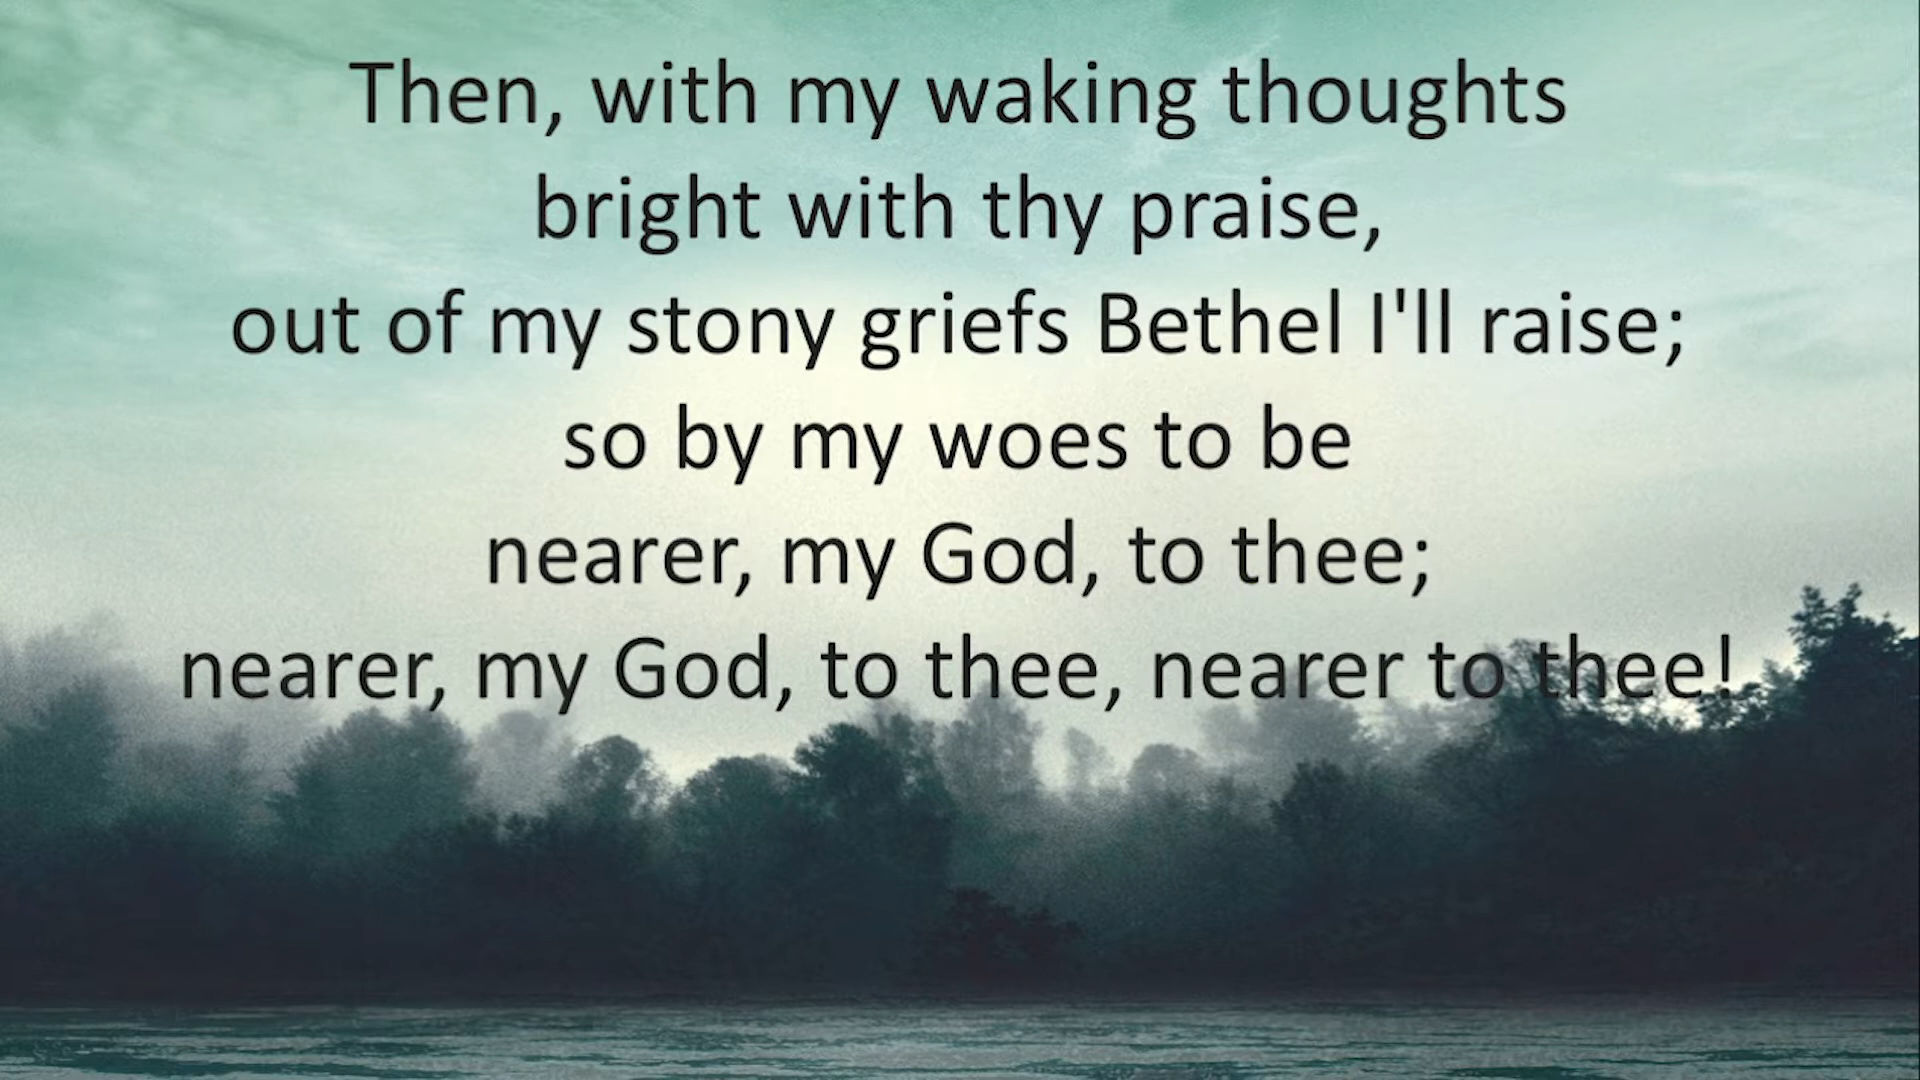 Then, with my waking thoughts
bright with thy praise,
out of my stony griefs Bethel I'll raise;
so by my woes to be
nearer, my God, to thee;
nearer, my God, to thee, nearer to thee!